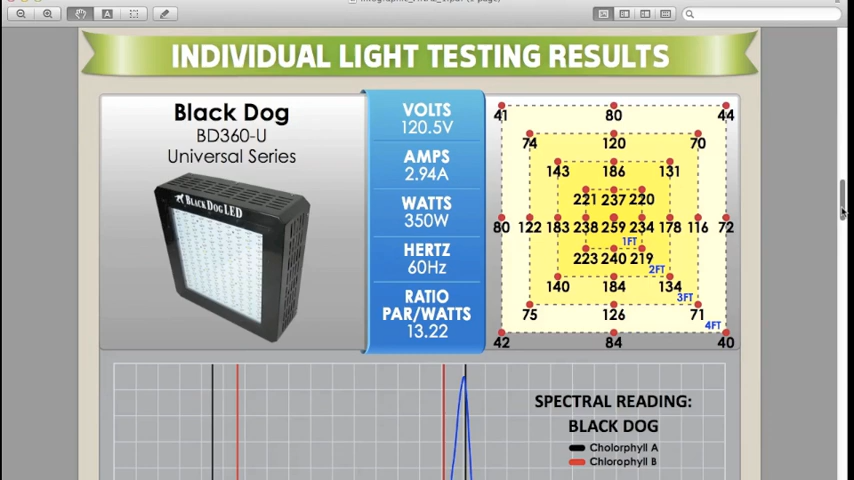 INDIVIDUAL LIGHT TESTING RESULTS
Black Dog
BD360-U
Universal Series
BLACK DOG LED
VOLTS
120.5V
AMPS
2.94A
WATTS
350W
HERTZ
60Hz
RATIO
PAR/WATTS
13.22
41 80 44
74 120 70
143 186 131
221 237 220
80 122 183 238 259 234 178 116 72
1FT
223 240 219
2FT
140 184 134
3FT
75 126 71
4FT
42 84 40
SPECTRAL READING:
BLACK DOG
Cholorphyll A
Chlorophyll B